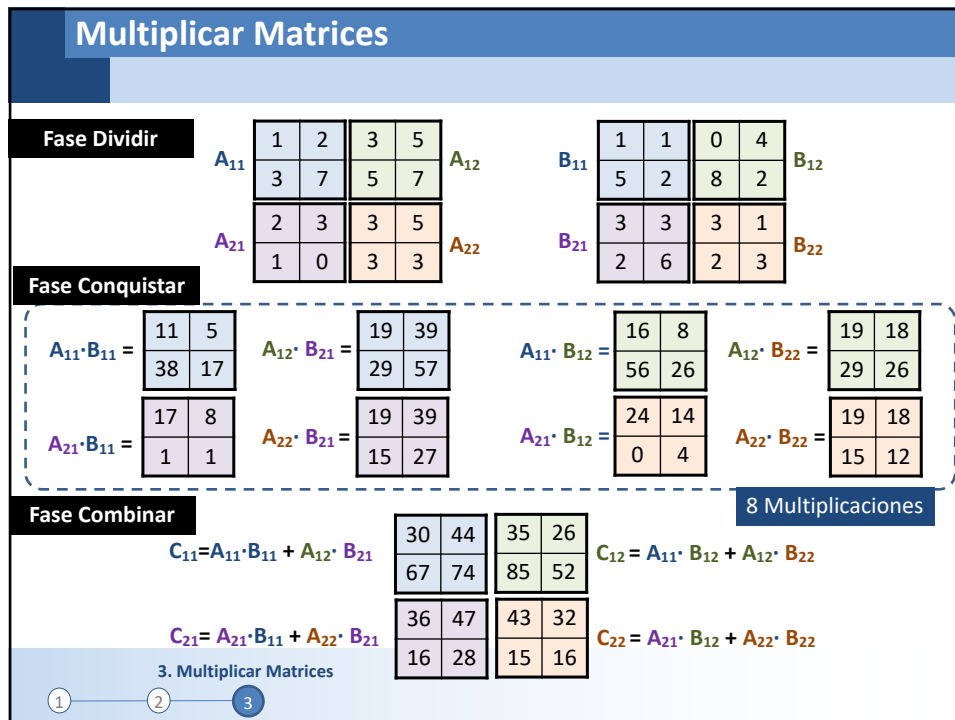 Multiplicar Matrices
Fase Dividir
A11 1 2 3 5 A12 B11 1 1 0 4 B12
3 7 5 7 5 2 8 2
A21 2 3 3 5 A22 B21 3 3 3 1 B22
1 0 3 3 2 6 2 3
Fase Conquistar
A11·B11 = 11 5 A12· B21 = 19 39 A11· B12 = 16 8 A12· B22 = 19 18
38 17 29 57 56 26 29 26
A21·B11 = 17 8 A22· B21 = 19 39 A21· B12 = 24 14 A22· B22 = 19 18
1 1 15 27 0 4 15 12
8 Multiplicaciones
Fase Combinar
C11=A11·B11 + A12· B21 30 44 35 26 C12 = A11· B12 + A12· B22
67 74 85 52
C21= A21·B11 + A22· B21 36 47 43 32 C22 = A21· B12 + A22· B22
16 28 15 16
3. Multiplicar Matrices
1 2 3